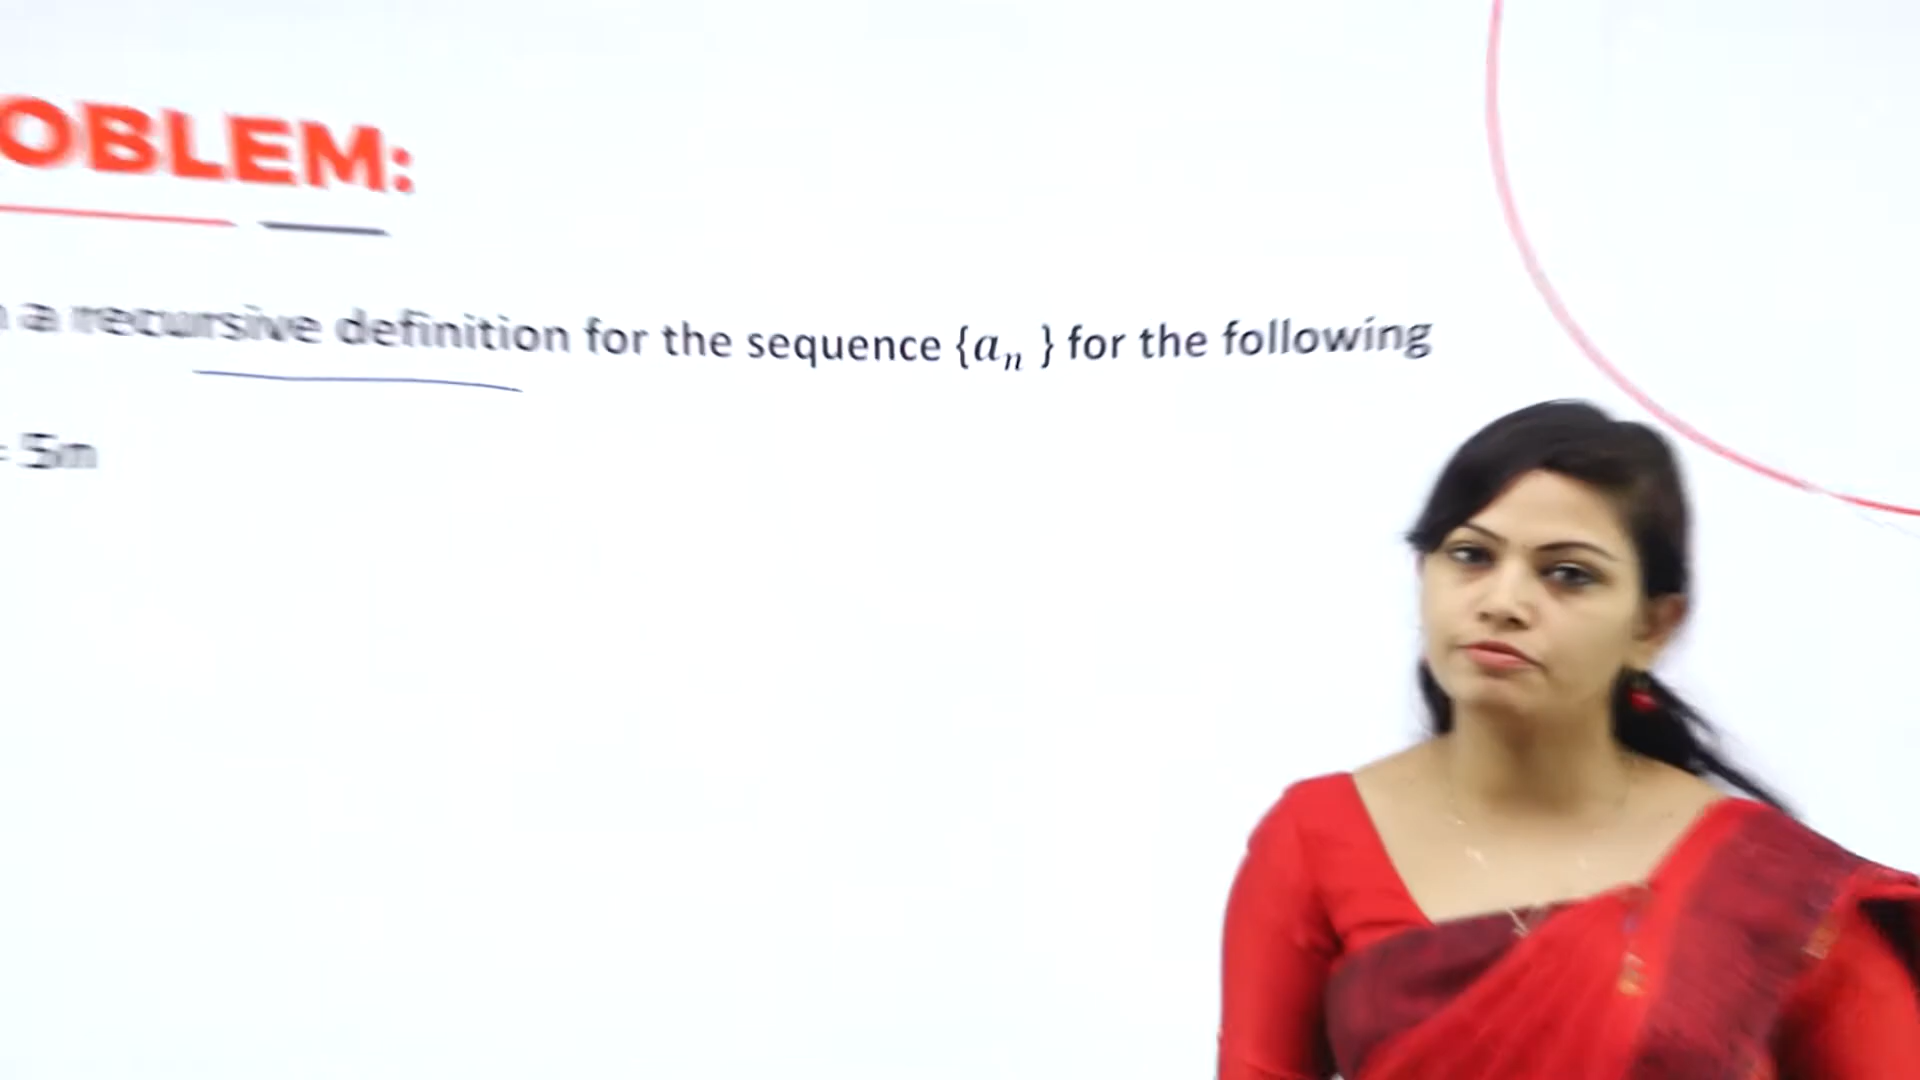 OBLEM:
a recursive definition for the sequence {aₙ } for the following
= 5n